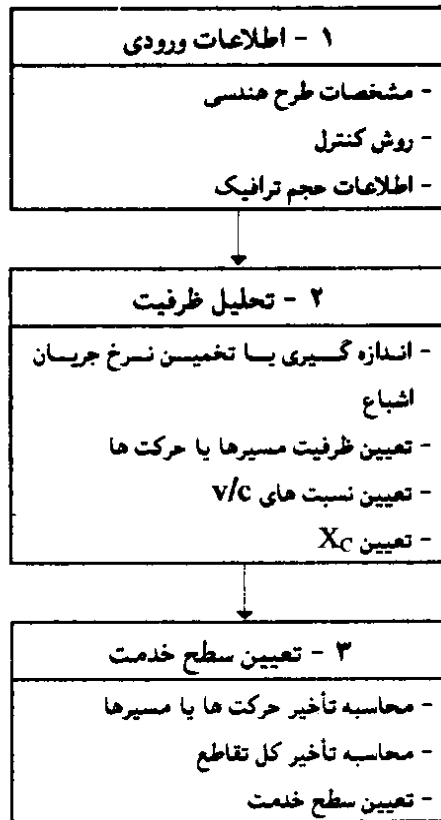 ۱ - اطلاعات ورودی
- مشخصات طرح هندسی
- روش کنترل
- اطلاعات حجم ترافیک
۲ - تحلیل ظرفیت
- اندازه گیری یا تخمین نرخ جریان
اشباع
- تعیین ظرفیت مسیرها یا حرکت ها
- تعیین نسبت های v/c
- تعیین XC
۳ - تعیین سطح خدمت
- محاسبه تأخیر حرکت ها یا مسیرها
- محاسبه تأخیر کل تقاطع
- تعیین سطح خدمت